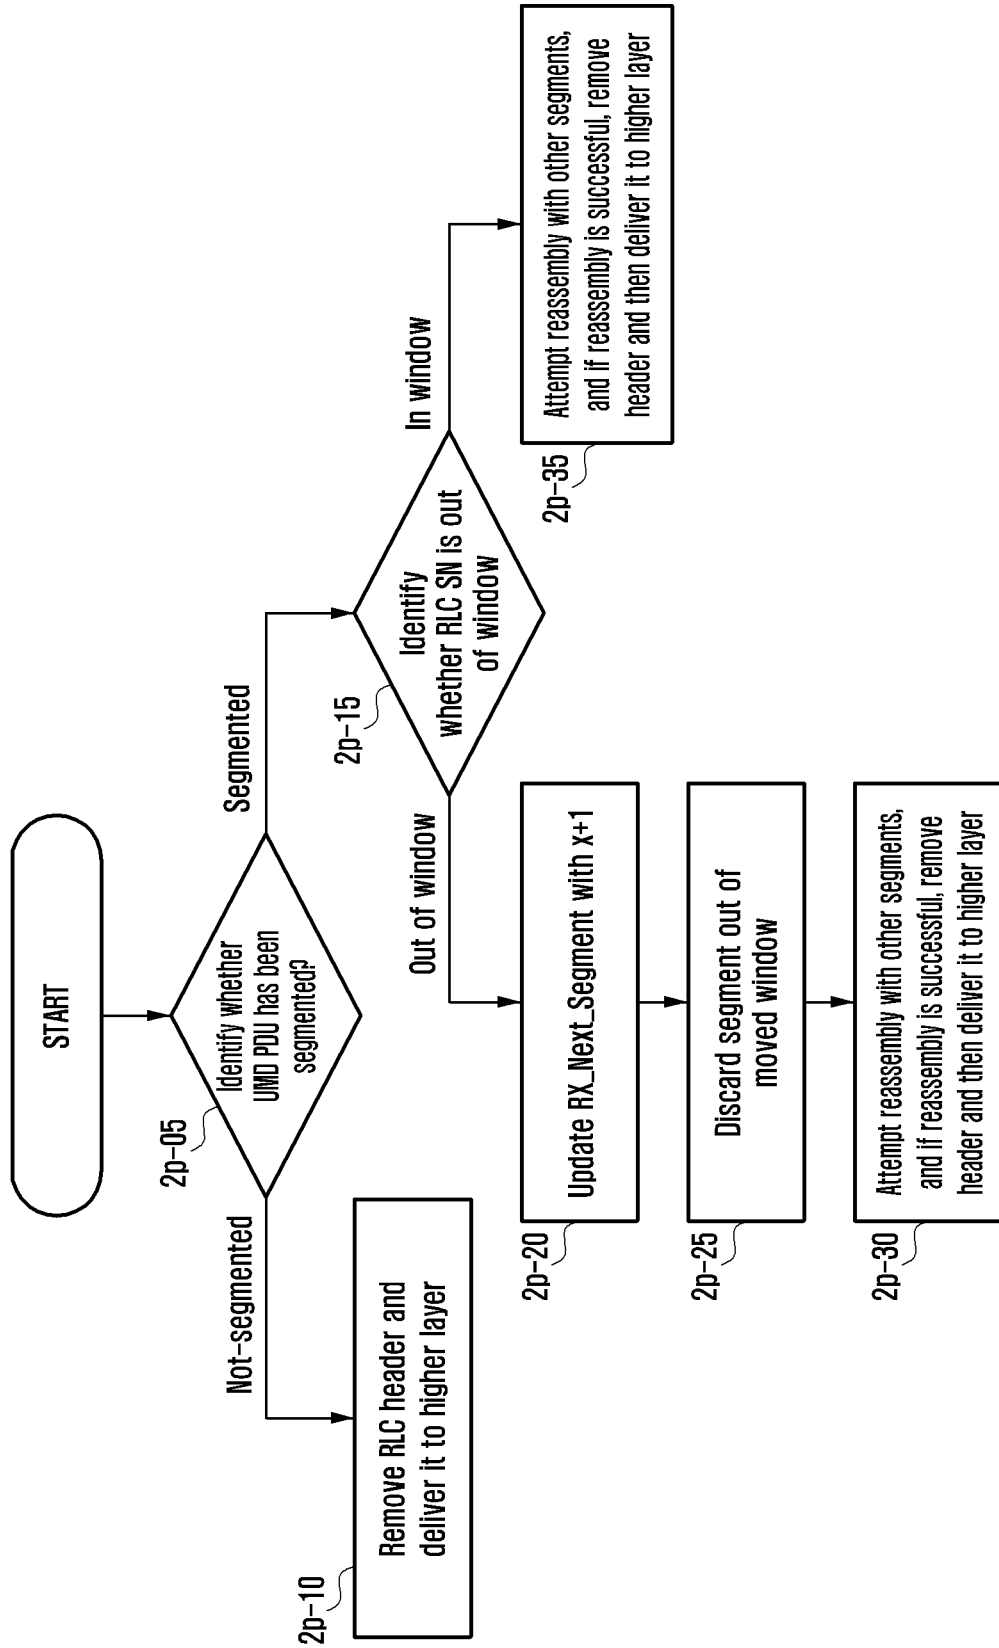 START
2p-05
Identify whether
UMD PDU has been
segmented?
Not-segmented
Segmented
2p-10
Remove RLC header and
deliver it to higher layer
2p-15
Identify
whether RLC SN is out
of window
Out of window
In window
2p-20
Update RX_Next_Segment with x+1
2p-25
Discard segment out of
moved window
2p-30
Attempt reassembly with other segments,
and if reassembly is successful, remove
header and then deliver it to higher layer
2p-35
Attempt reassembly with other segments,
and if reassembly is successful, remove
header and then deliver it to higher layer